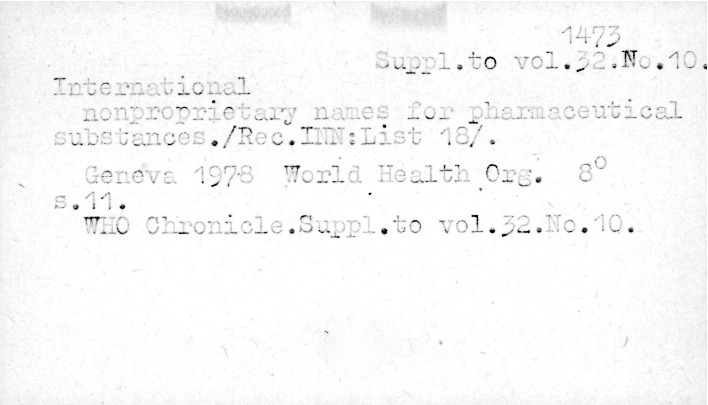 1473
Suppl.to vol.32.No.10.
International
nonproprietary names for pharmaceutical
substances./Rec.INN:List 18/.
Geneva 1978 World Health Org. 8°
s.11.
WHO Chronicle.Suppl.to vol.32.No.10.